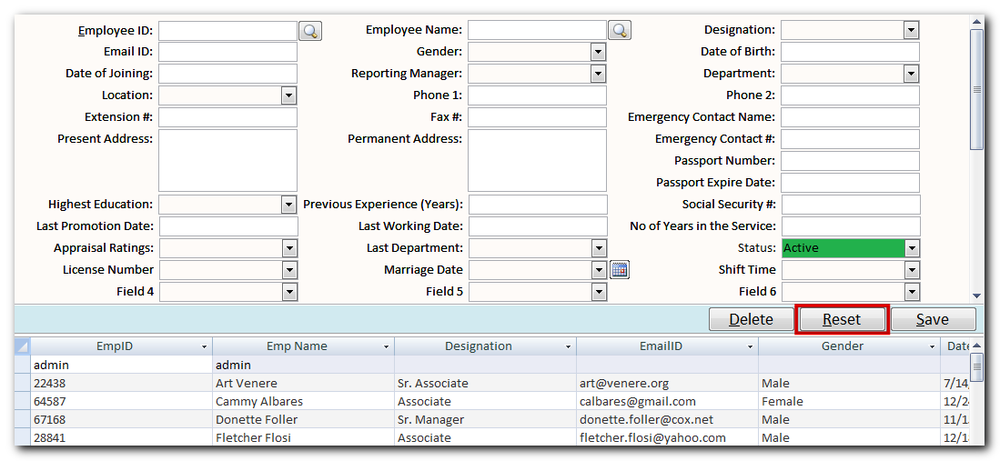 Employee ID: Employee Name: Designation:
Email ID: Gender: Date of Birth:
Date of Joining: Reporting Manager: Department:
Location: Phone 1: Phone 2:
Extension #: Fax #: Emergency Contact Name:
Present Address: Permanent Address: Emergency Contact #:
Passport Number:
Passport Expire Date:
Highest Education: Previous Experience (Years): Social Security #:
Last Promotion Date: Last Working Date: No of Years in the Service:
Appraisal Ratings: Last Department: Status: Active
License Number Marriage Date Shift Time
Field 4 Field 5 Field 6
Delete Reset Save
EmpID Emp Name Designation EmailID Gender Date
admin admin
22438 Art Venere Sr. Associate art@venere.org Male 7/14/
64587 Cammy Albares Associate calbares@gmail.com Female 12/24
67168 Donette Foller Sr. Manager donette.foller@cox.net Male 11/1
28841 Fletcher Flosi Associate fletcher.flosi@yahoo.com Male 12/1